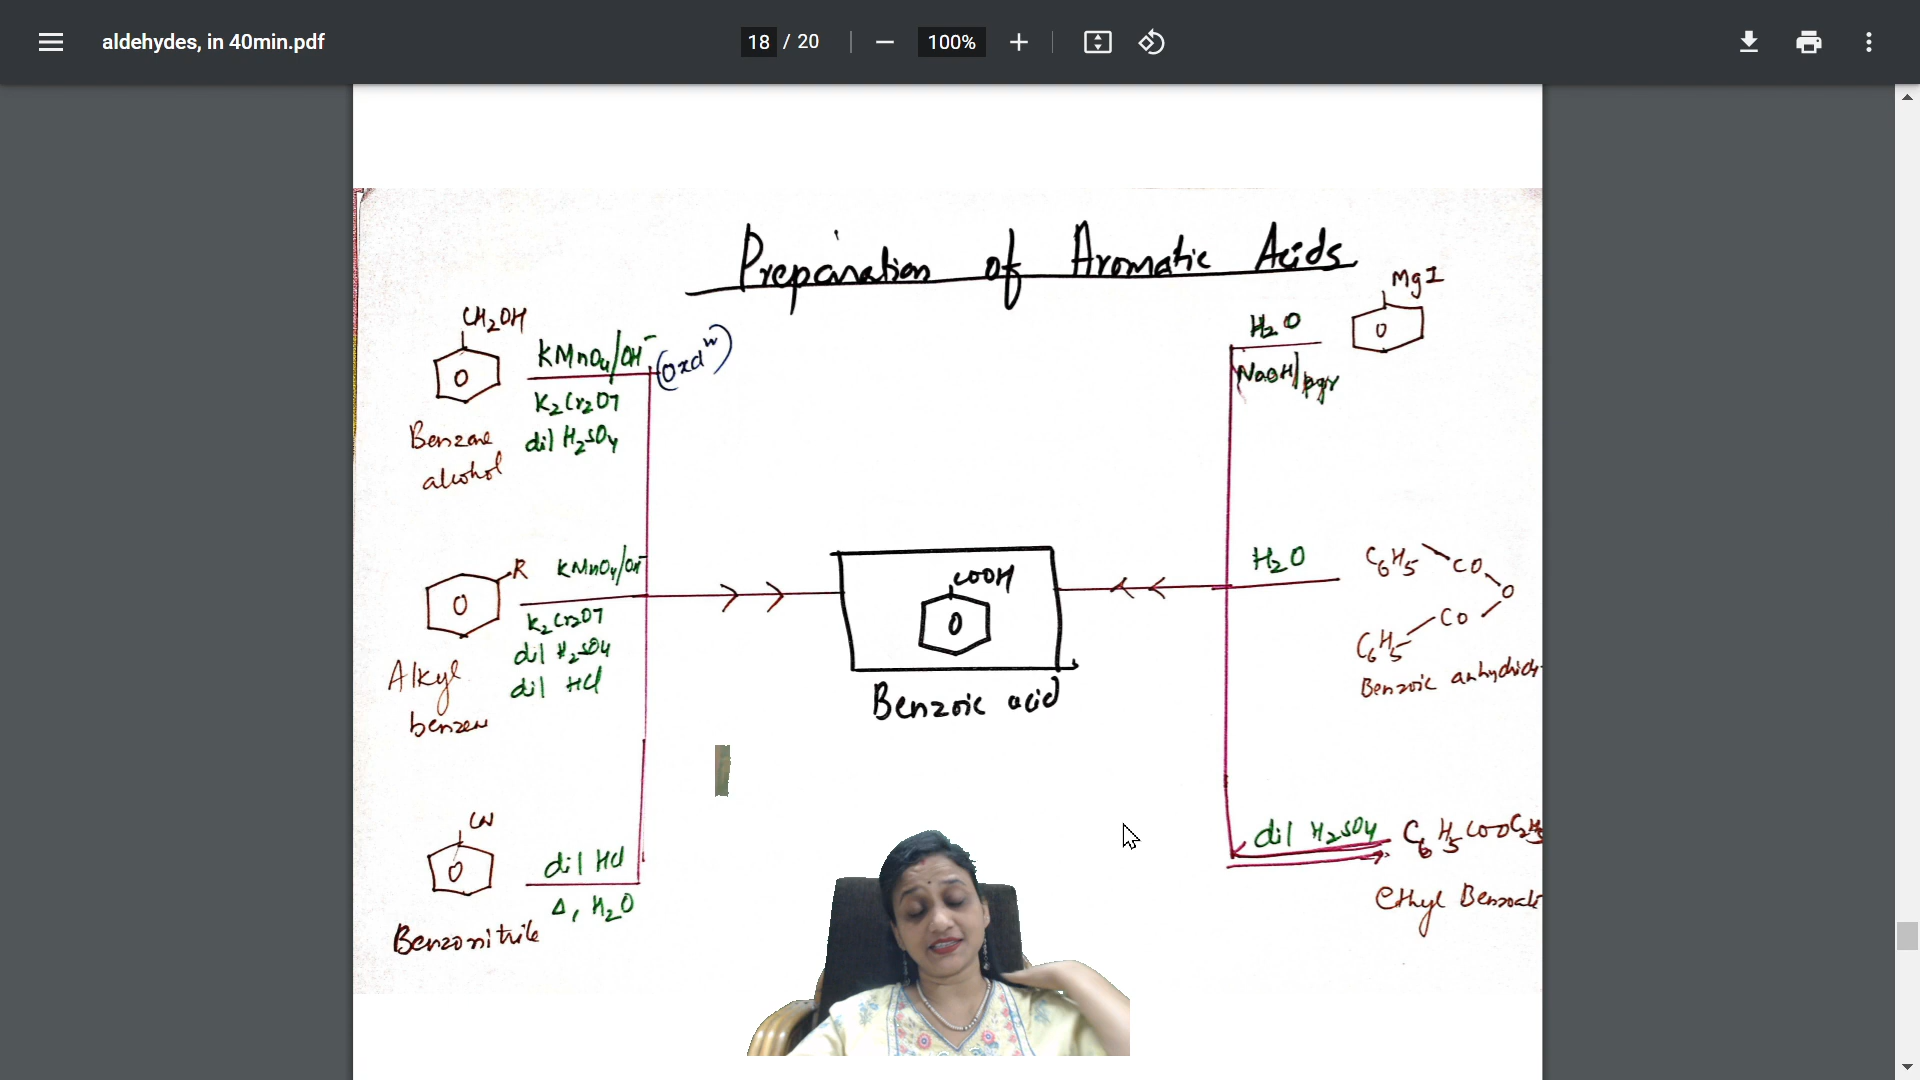 aldehydes, in 40min.pdf
18 / 20
100%
Preparation of Aromatic Acids
CH2OH
KMnO4/OH⁻ (oxdⁿ)
K2Cr2O7
dil H2SO4
Benzene
alcohol
MgI
H2O
NaOH/
R
KMnO4/OH⁻
K2Cr2O7
dil H2SO4
dil HCl
Alkyl
benzen
COOH
Benzoic acid
H2O
C6H5
CO
O
CO
C6H5
Benzoic anhydride
CN
dil HCl
Δ, H2O
Benzonitrile
dil H2SO4
C6H5COOC2H5
Ethyl Benzoate